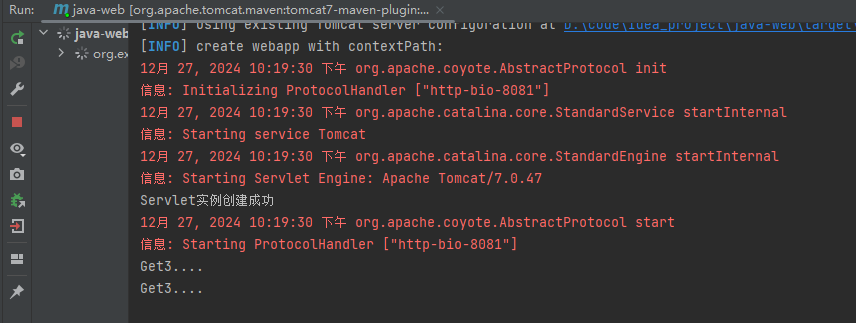 Run: java-web [org.apache.tomcat.maven:tomcat7-maven-plugin:...
java-web
org.ex
[INFO] Using existing Tomcat server configuration at D:\code\idea_project\java-web\target\
[INFO] create webapp with contextPath:
12月 27, 2024 10:19:30 下午 org.apache.coyote.AbstractProtocol init
信息: Initializing ProtocolHandler ["http-bio-8081"]
12月 27, 2024 10:19:30 下午 org.apache.catalina.core.StandardService startInternal
信息: Starting service Tomcat
12月 27, 2024 10:19:30 下午 org.apache.catalina.core.StandardEngine startInternal
信息: Starting Servlet Engine: Apache Tomcat/7.0.47
Servlet实例创建成功
12月 27, 2024 10:19:30 下午 org.apache.coyote.AbstractProtocol start
信息: Starting ProtocolHandler ["http-bio-8081"]
Get3....
Get3....